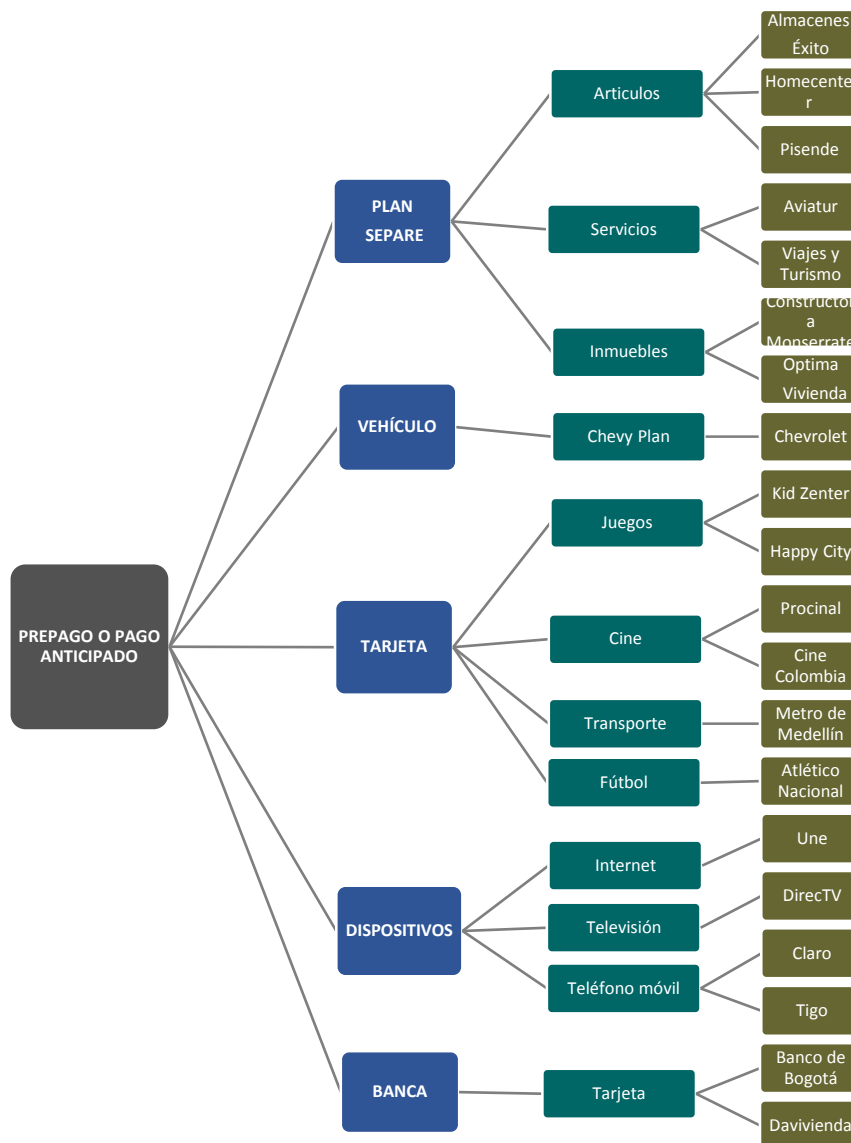 PREPAGO O PAGO
ANTICIPADO
PLAN
SEPARE
Articulos
Almacenes
Éxito
Homecente
r
Pisende
Servicios
Aviatur
Viajes y
Turismo
Inmuebles
Constructor
a
Monserrate
Optima
Vivienda
VEHÍCULO
Chevy Plan
Chevrolet
TARJETA
Juegos
Kid Zenter
Happy City
Cine
Procinal
Cine
Colombia
Transporte
Metro de
Medellín
Fútbol
Atlético
Nacional
DISPOSITIVOS
Internet
Une
Televisión
DirecTV
Teléfono móvil
Claro
Tigo
BANCA
Tarjeta
Banco de
Bogotá
Davivienda